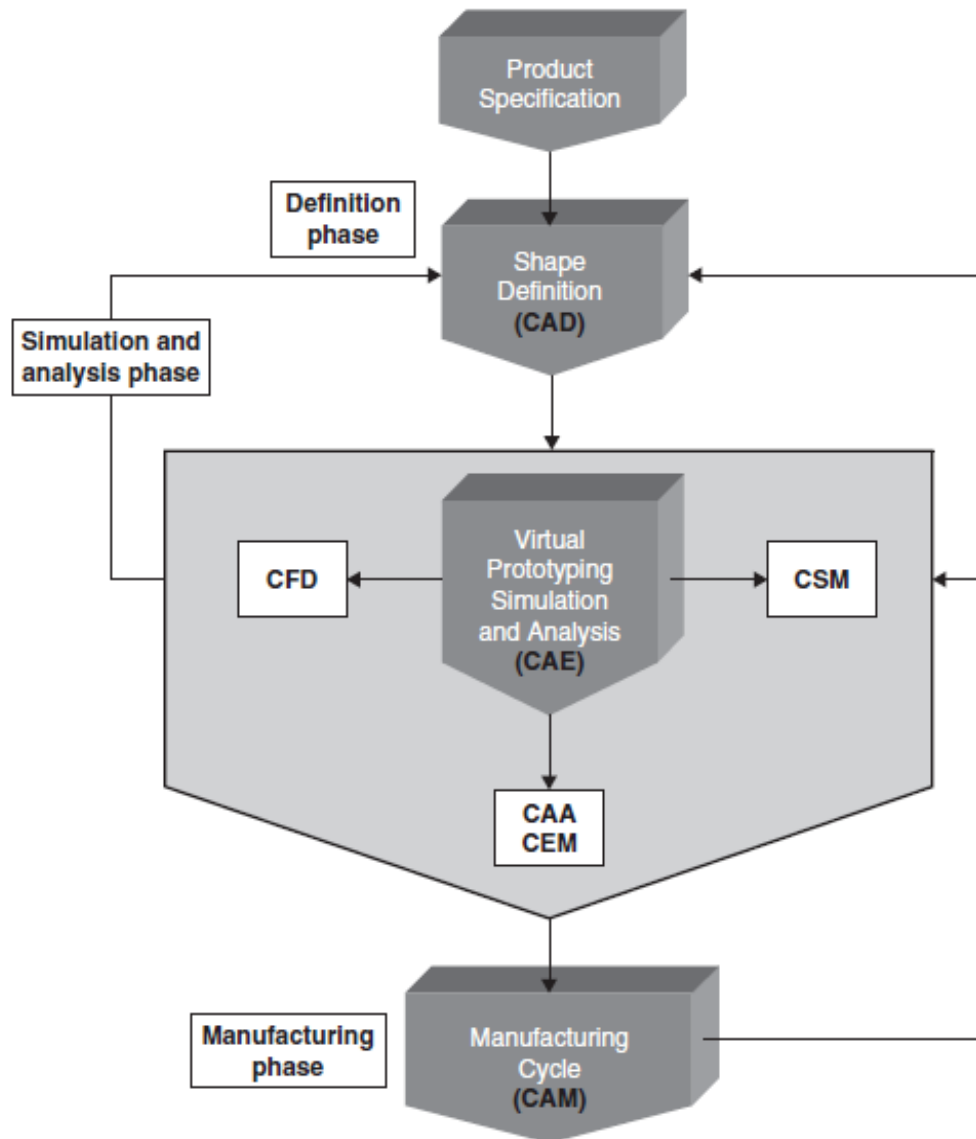 Product
Specification
Definition
phase
Shape
Definition
(CAD)
Simulation and
analysis phase
Virtual
Prototyping
Simulation
and Analysis
(CAE)
CFD
CSM
CAA
CEM
Manufacturing
phase
Manufacturing
Cycle
(CAM)